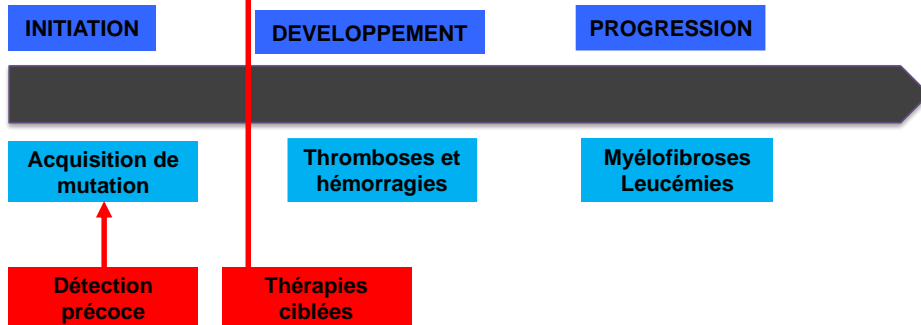 INITIATION
DEVELOPPEMENT
PROGRESSION
Acquisition de
mutation
Thromboses et
hémorragies
Myélofibroses
Leucémies
Détection
précoce
Thérapies
ciblées